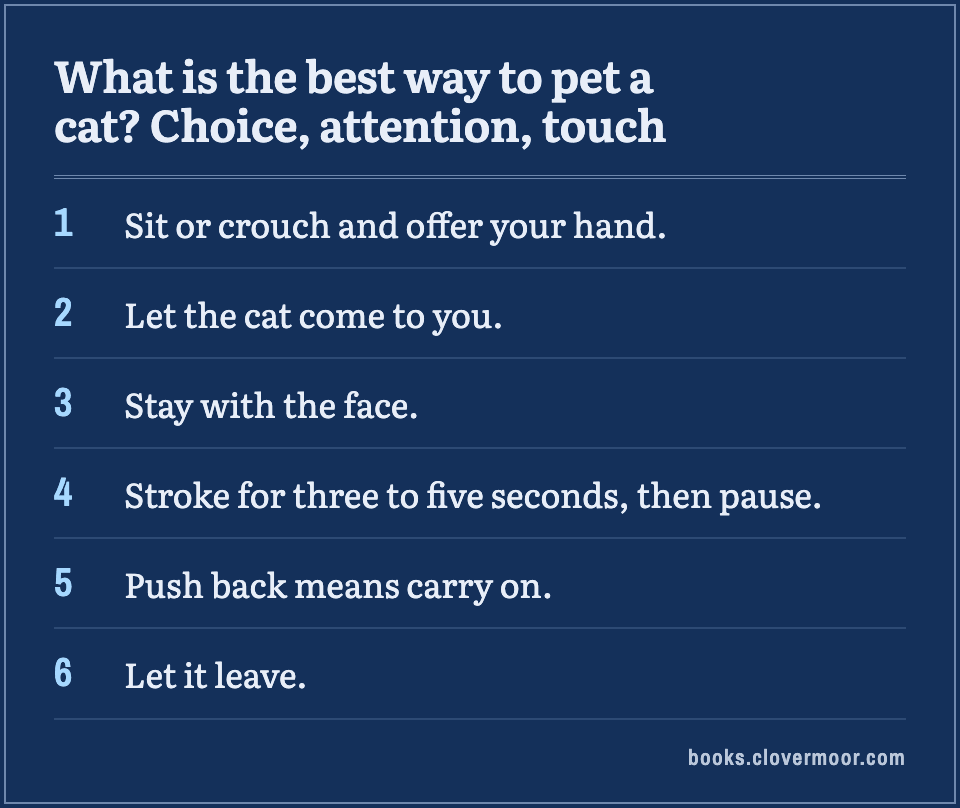 What is the best way to pet a
cat? Choice, attention, touch
1 Sit or crouch and offer your hand.
2 Let the cat come to you.
3 Stay with the face.
4 Stroke for three to five seconds, then pause.
5 Push back means carry on.
6 Let it leave.
books.clovermoor.com